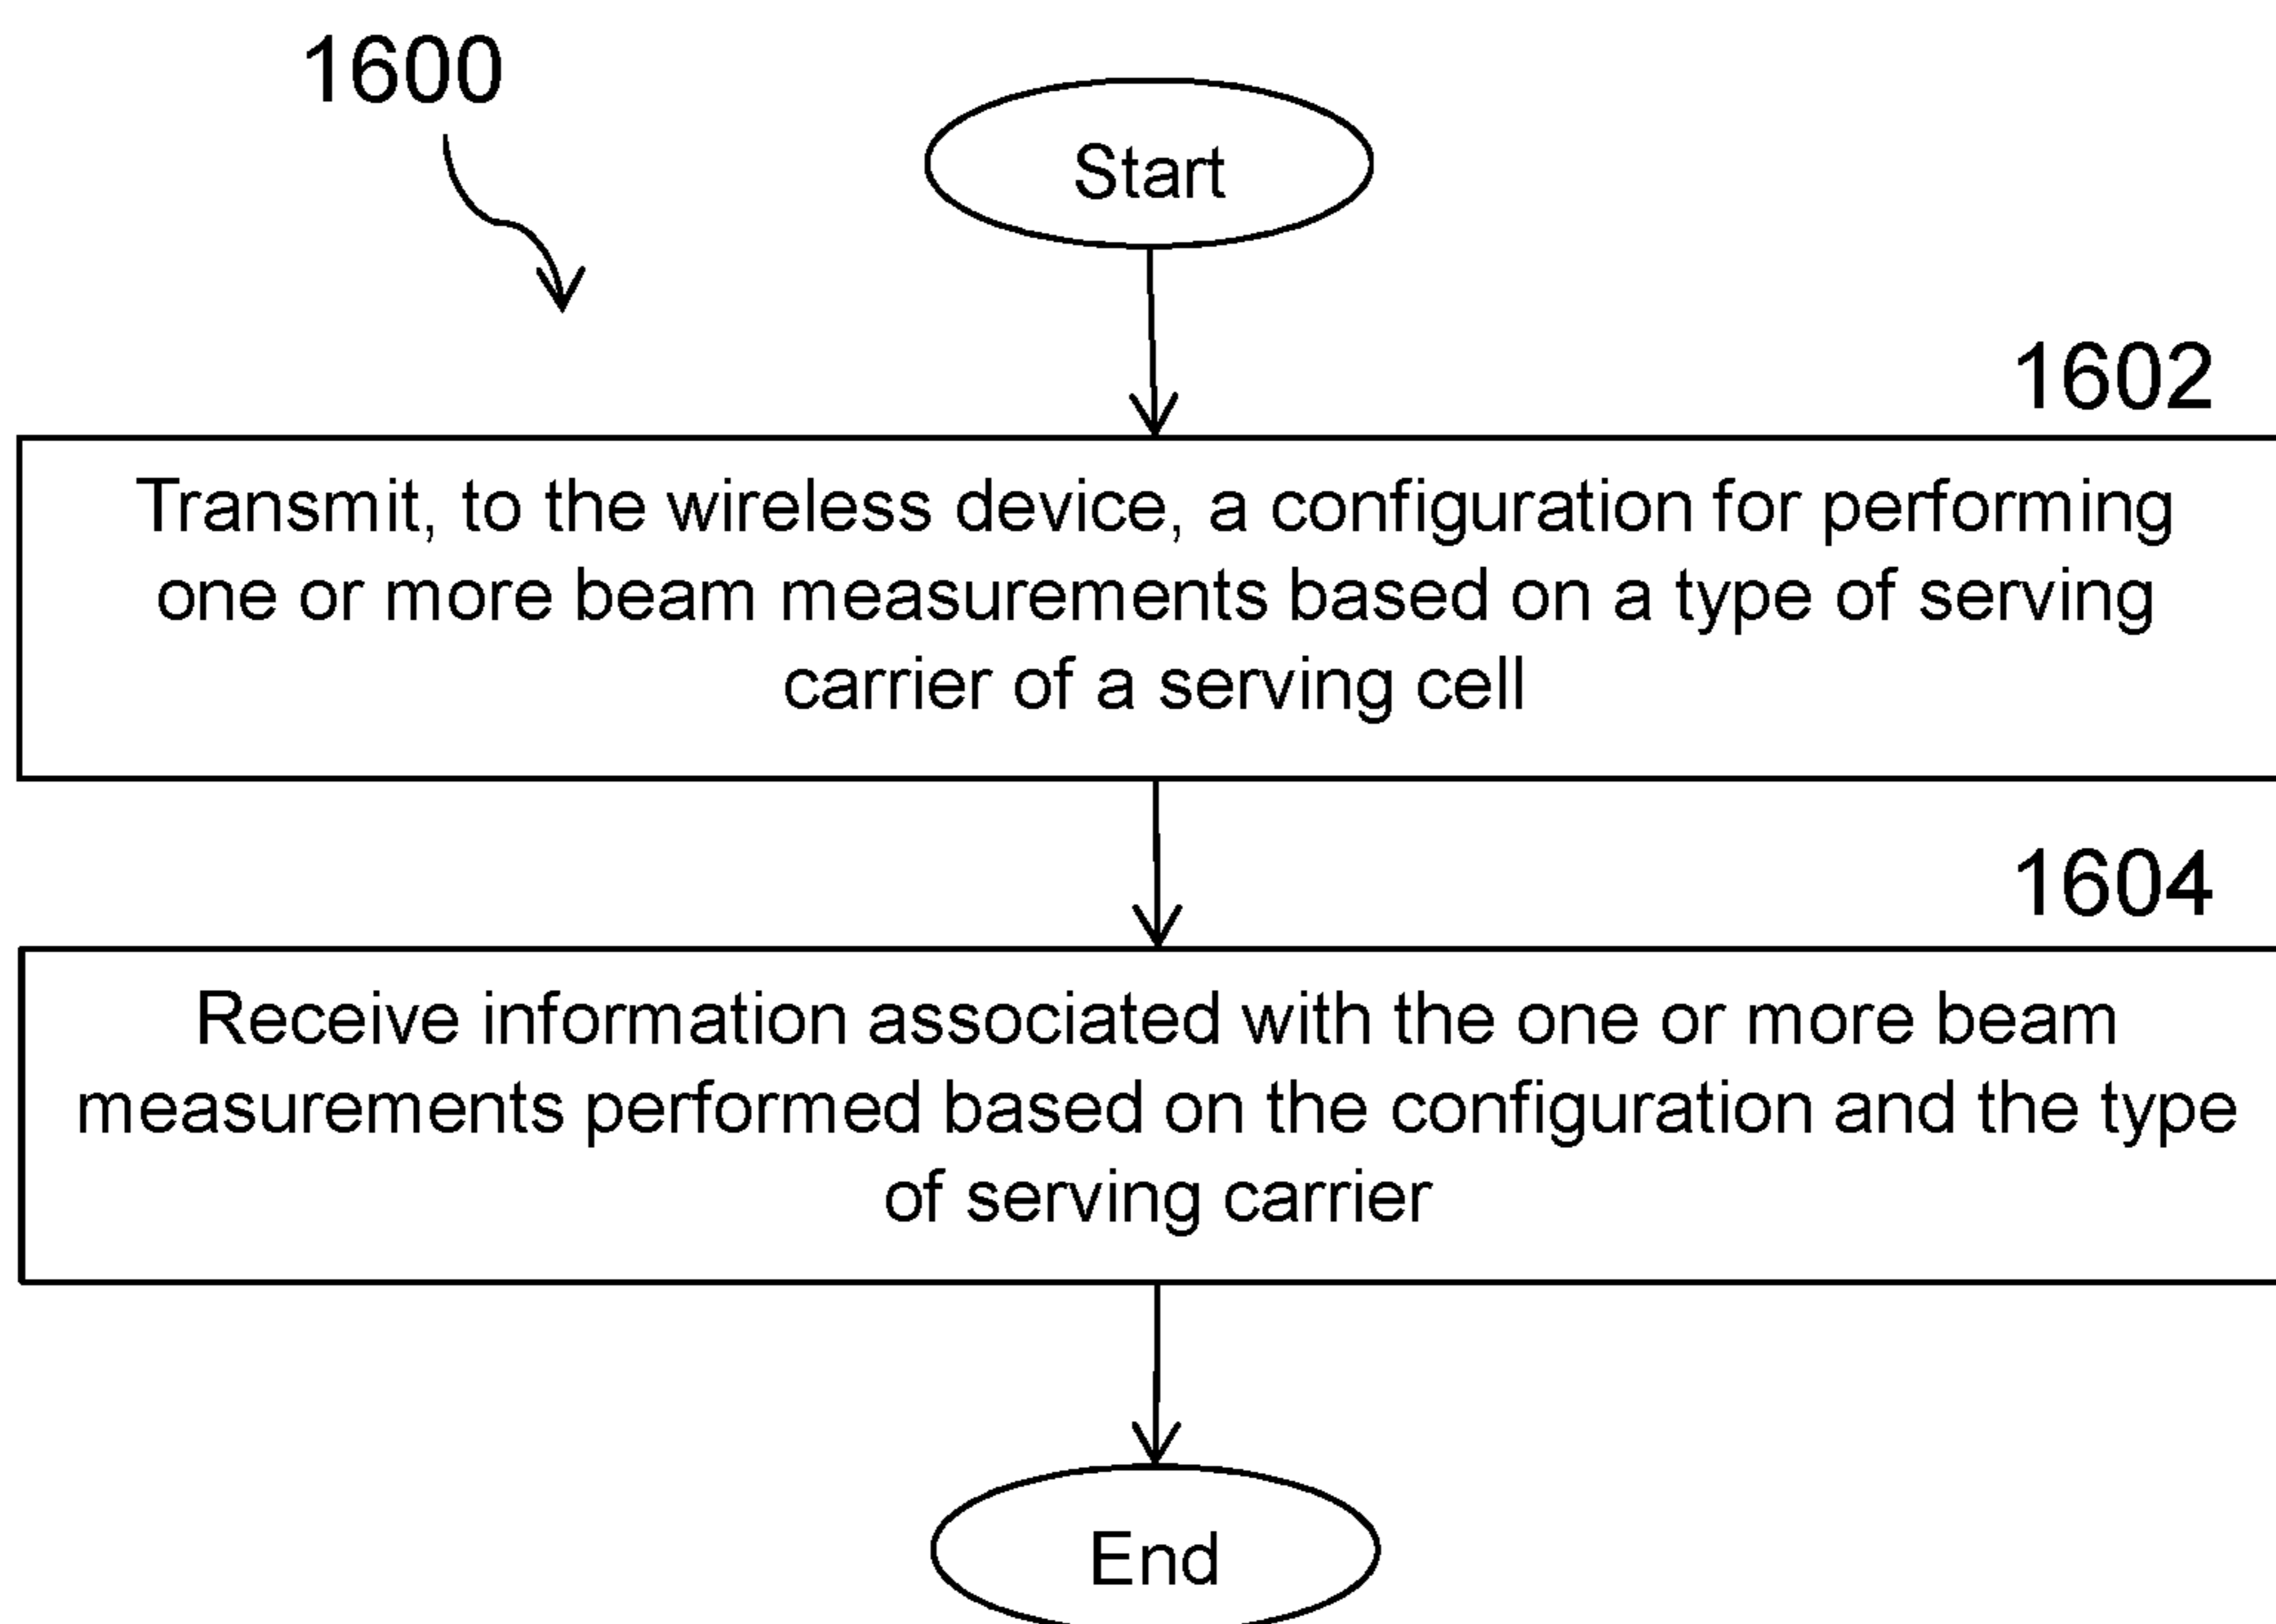 1600
Start
1602
Transmit, to the wireless device, a configuration for performing
one or more beam measurements based on a type of serving
carrier of a serving cell
1604
Receive information associated with the one or more beam
measurements performed based on the configuration and the type
of serving carrier
End